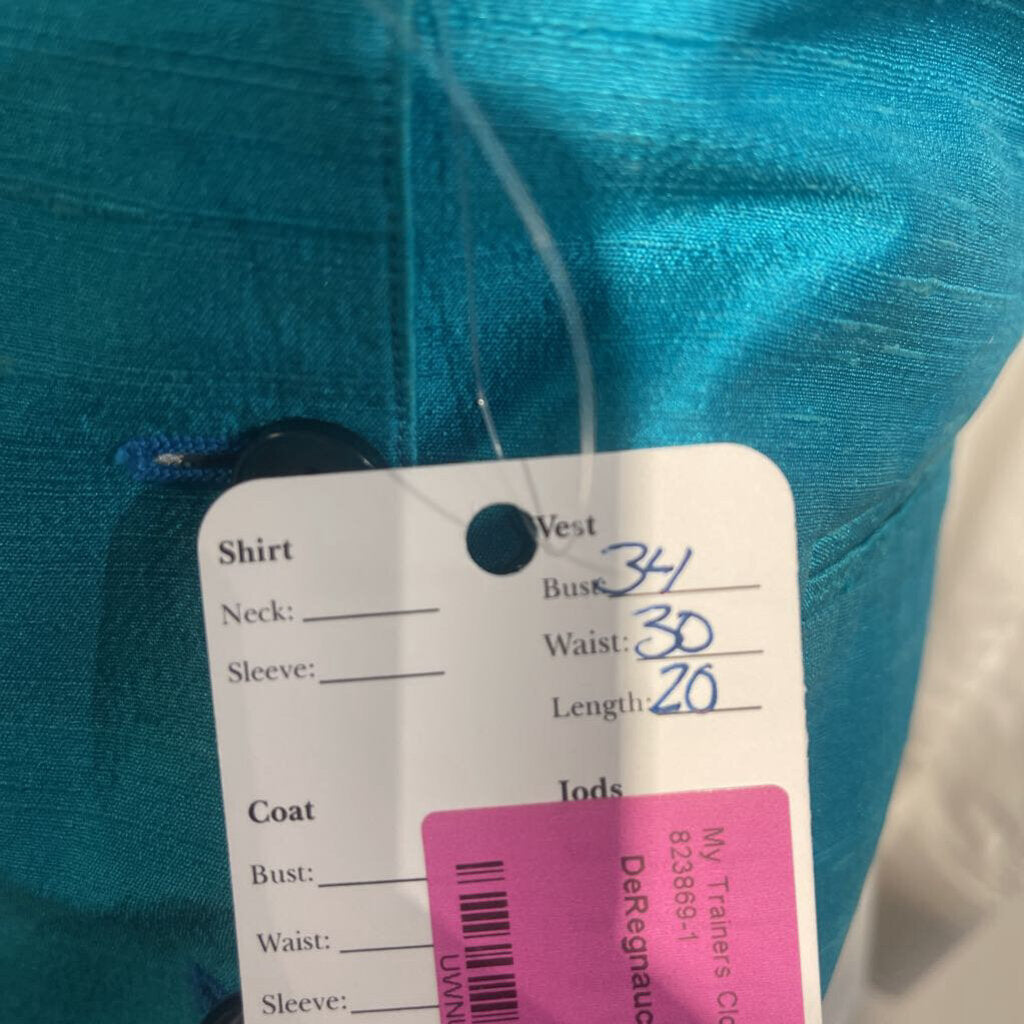 Shirt
Neck:
Sleeve:
Vest
Bust: 34
Waist: 30
Length: 20
Coat
Bust:
Waist:
Sleeve:
Jods
My Trainers Clo
823869-1
DeRegnauc